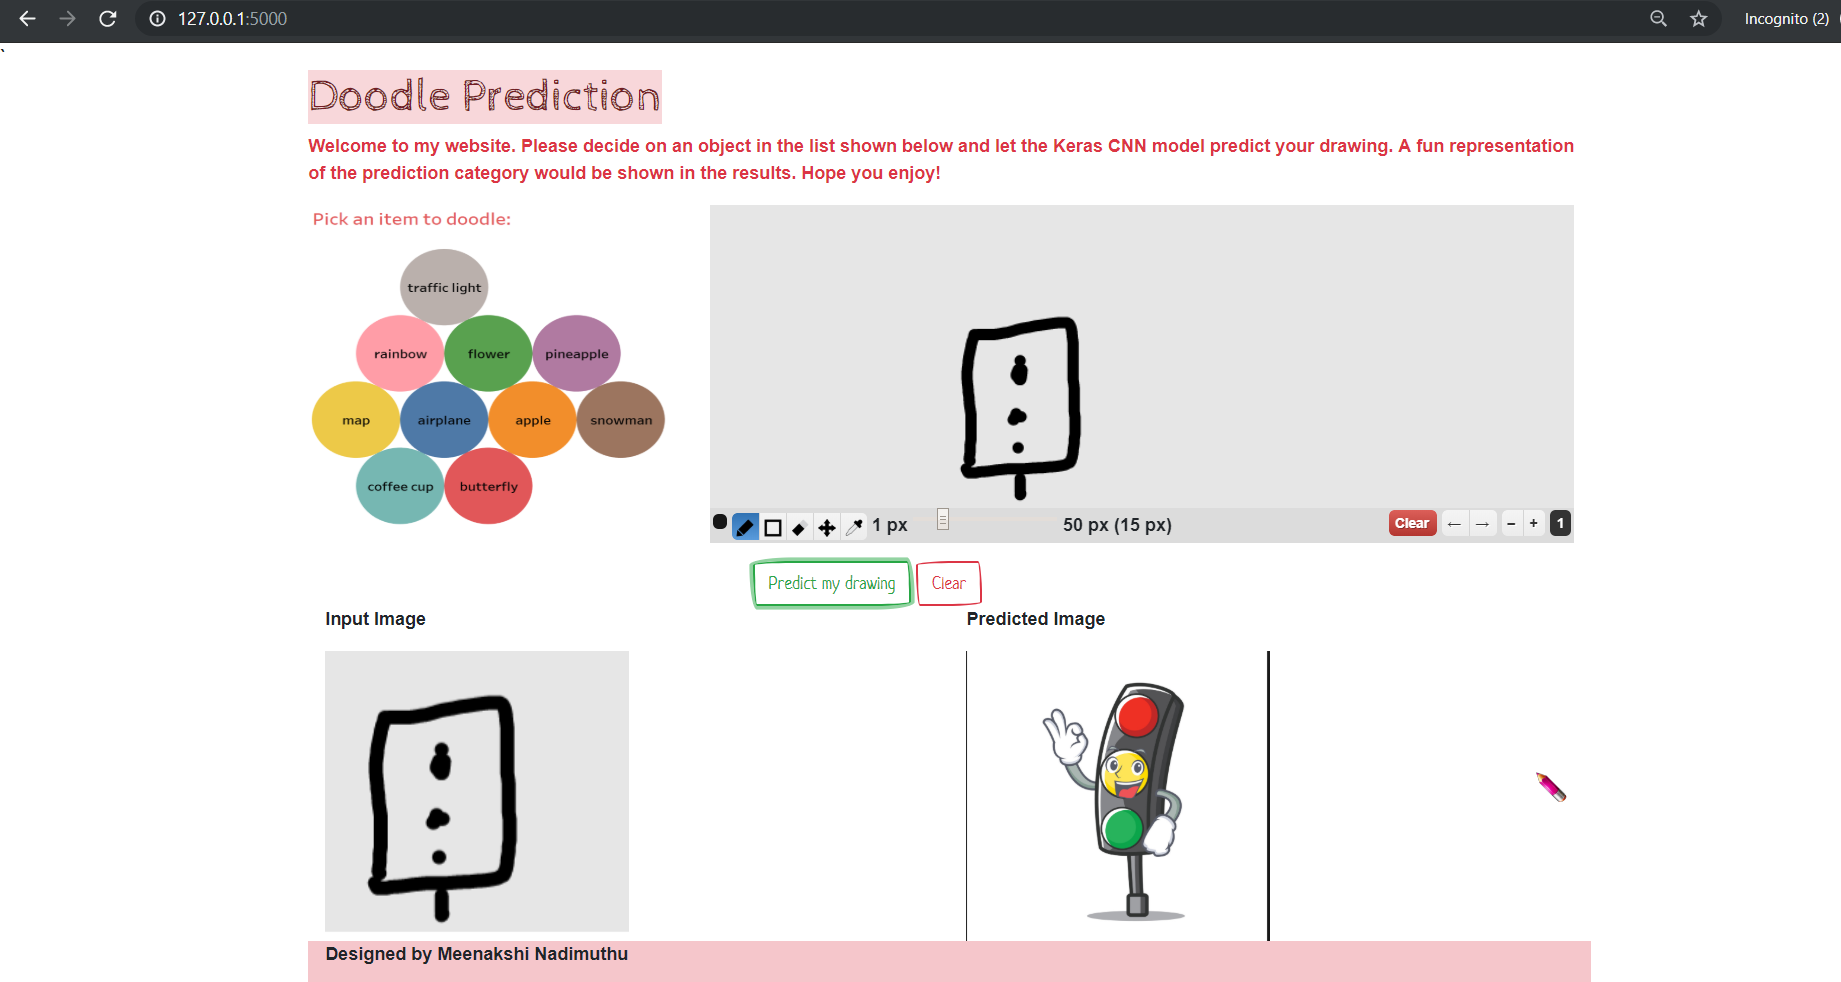 127.0.0.1:5000
Incognito (2)
`
Doodle Prediction
Welcome to my website. Please decide on an object in the list shown below and let the Keras CNN model predict your drawing. A fun representation
of the prediction category would be shown in the results. Hope you enjoy!
Pick an item to doodle:
traffic light
rainbow flower pineapple
map airplane apple snowman
coffee cup butterfly
1 px 50 px (15 px) Clear ← → − + 1
Predict my drawing Clear
Input Image Predicted Image
Designed by Meenakshi Nadimuthu